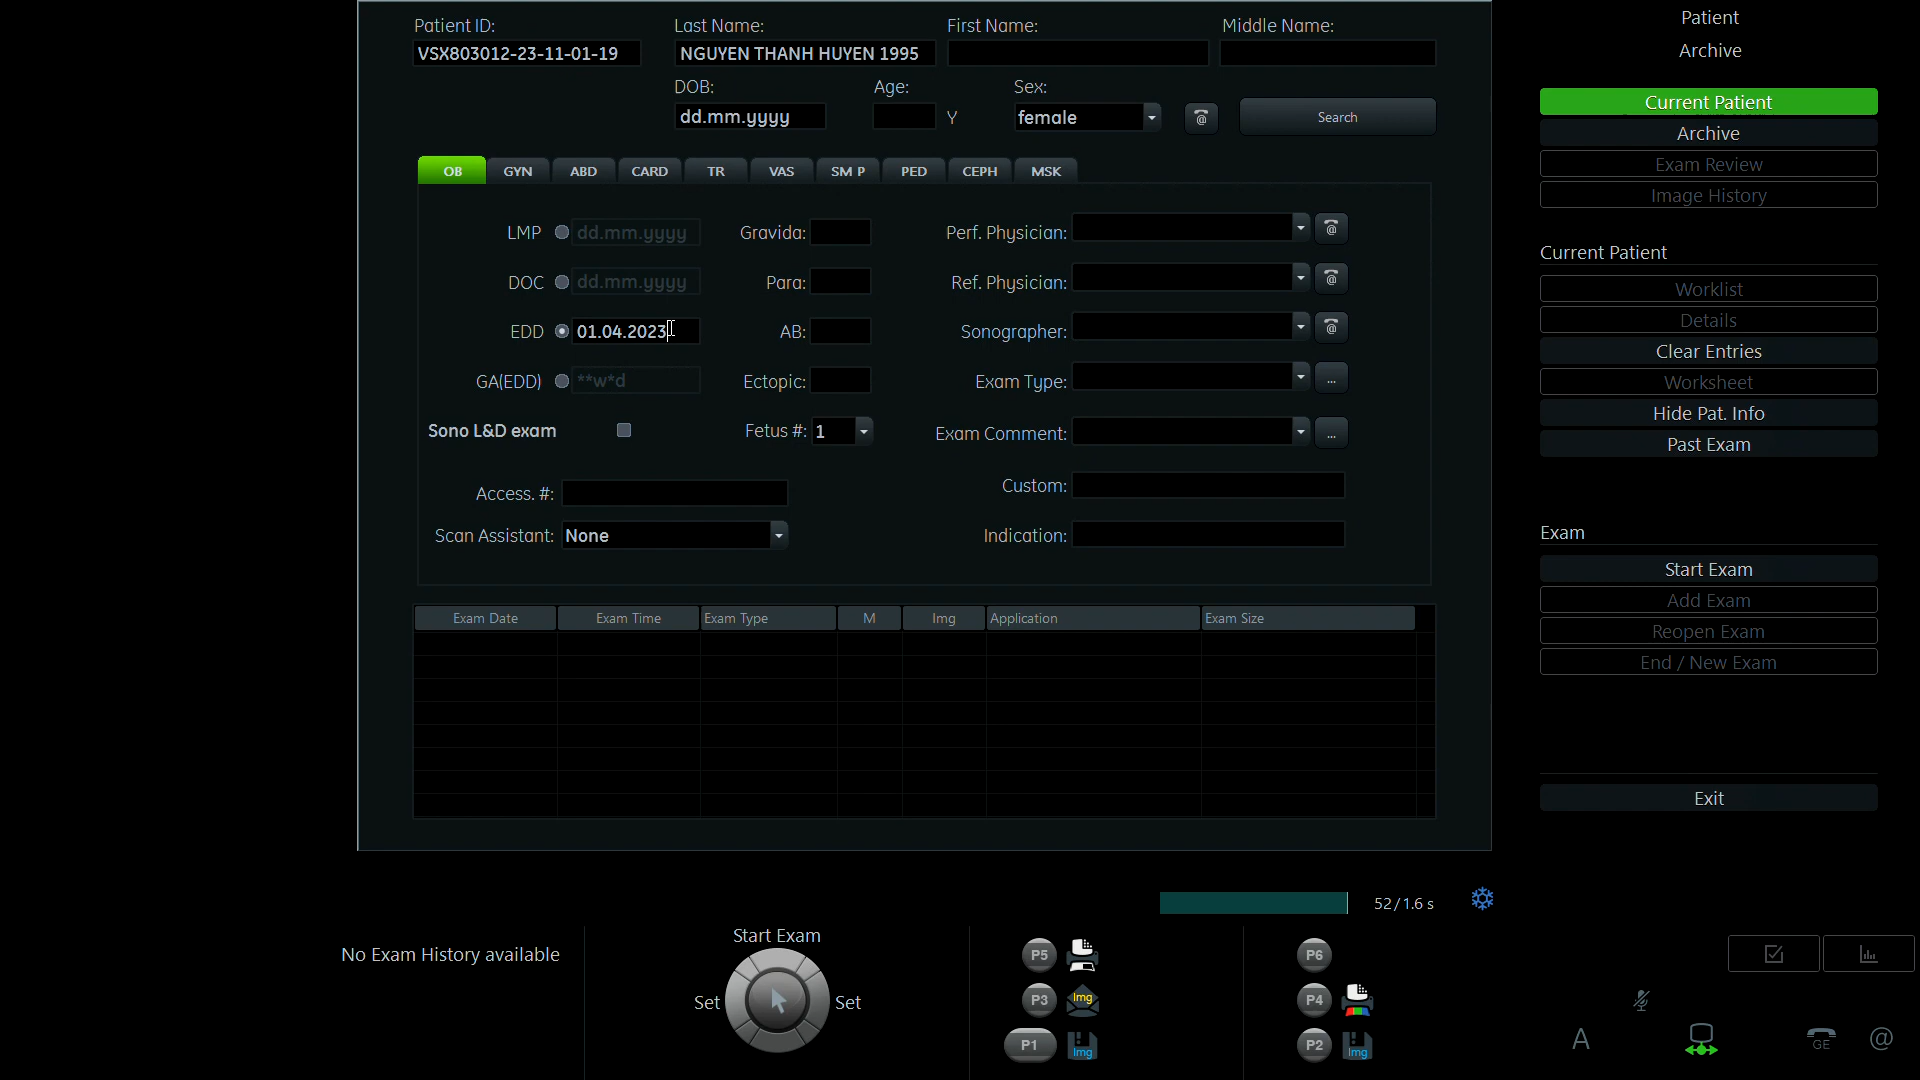 Patient ID: Last Name: First Name: Middle Name:
VSX803012-23-11-01-19 NGUYEN THANH HUYEN 1995
DOB: Age: Sex:
dd.mm.yyyy Y female Search
OB GYN ABD CARD TR VAS SM P PED CEPH MSK
LMP dd.mm.yyyy Gravida: Perf. Physician:
DOC dd.mm.yyyy Para: Ref. Physician:
EDD 01.04.2023 AB: Sonographer:
GA(EDD) **w*d Ectopic: Exam Type: ...
Sono L&D exam Fetus #: 1 Exam Comment: ...
Access. #: Custom:
Scan Assistant: None Indication:
Exam Date Exam Time Exam Type M Img Application Exam Size
52/1.6 s
No Exam History available
Start Exam
Set Set
P5
P3 Img
P1 Img
P6
P4
P2 Img
Patient
Archive
Current Patient
Archive
Exam Review
Image History
Current Patient
Worklist
Details
Clear Entries
Worksheet
Hide Pat. Info
Past Exam
Exam
Start Exam
Add Exam
Reopen Exam
End / New Exam
Exit
A GE @